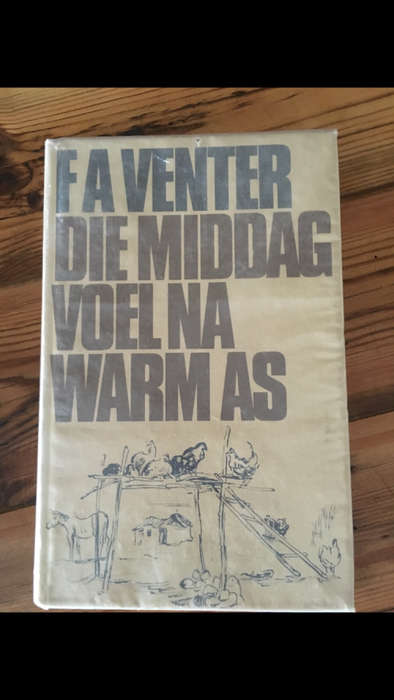 F A VENTER
DIE MIDDAG
VOEL NA
WARM AS